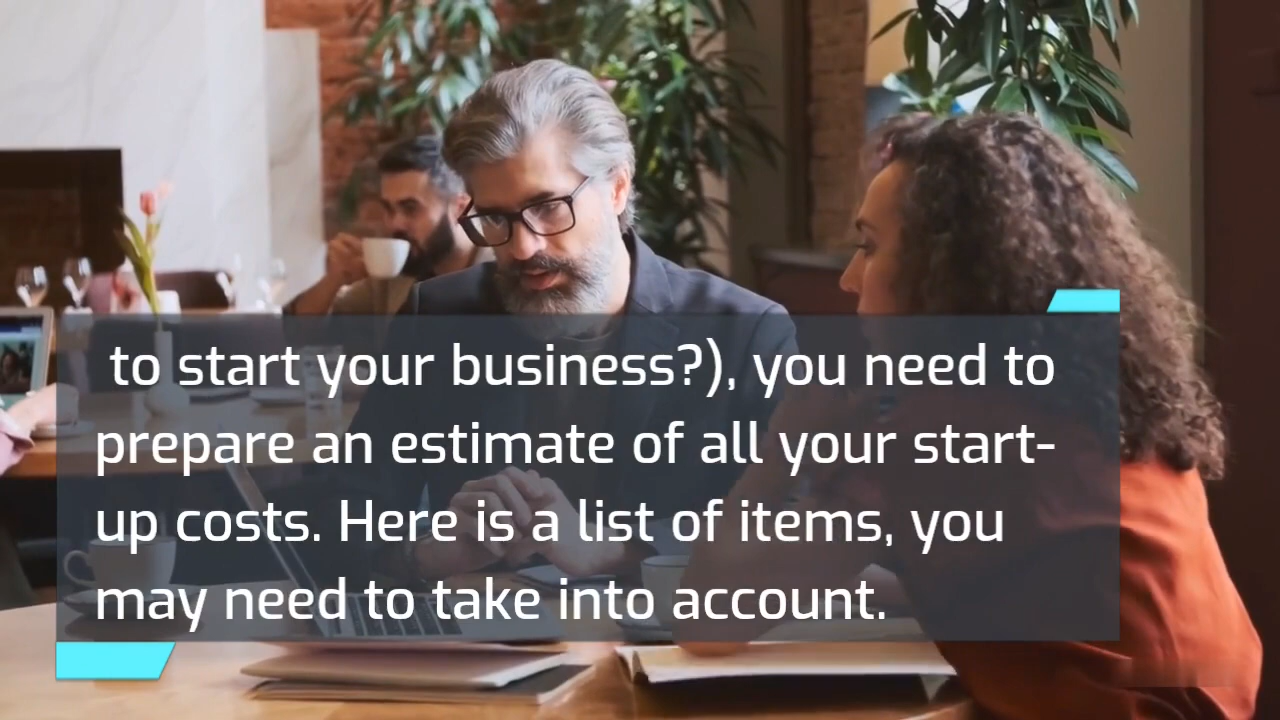 to start your business?), you need to
prepare an estimate of all your start-
up costs. Here is a list of items, you
may need to take into account.